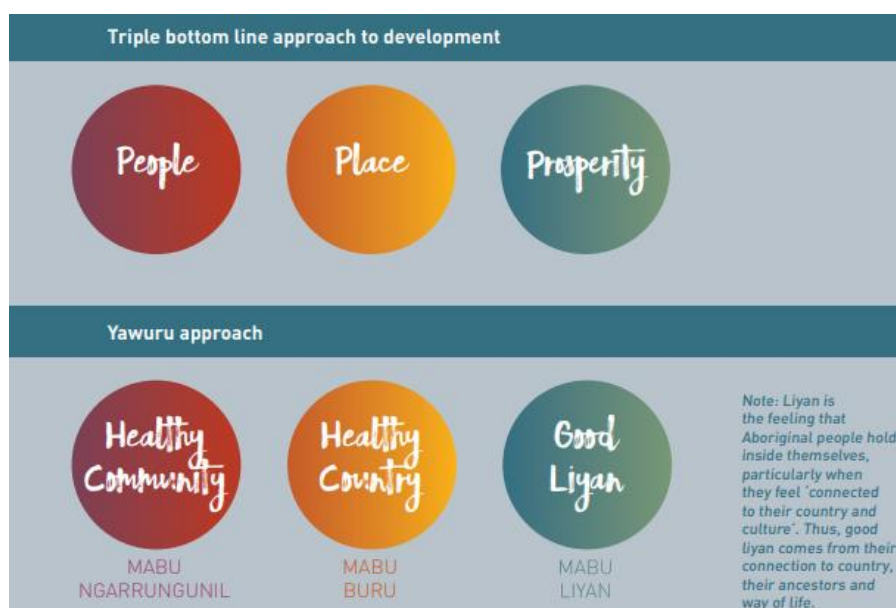 Triple bottom line approach to development
People
Place
Prosperity
Yawuru approach
Healthy
Community
Healthy
Country
Good
Liyan
MABU
NGARRUNGUNIL
MABU
BURU
MABU
LIYAN
Note: Liyan is
the feeling that
Aboriginal people hold
inside themselves,
particularly when
they feel ‘connected
to their country and
culture’. Thus, good
liyan comes from their
connection to country,
their ancestors and
way of life.